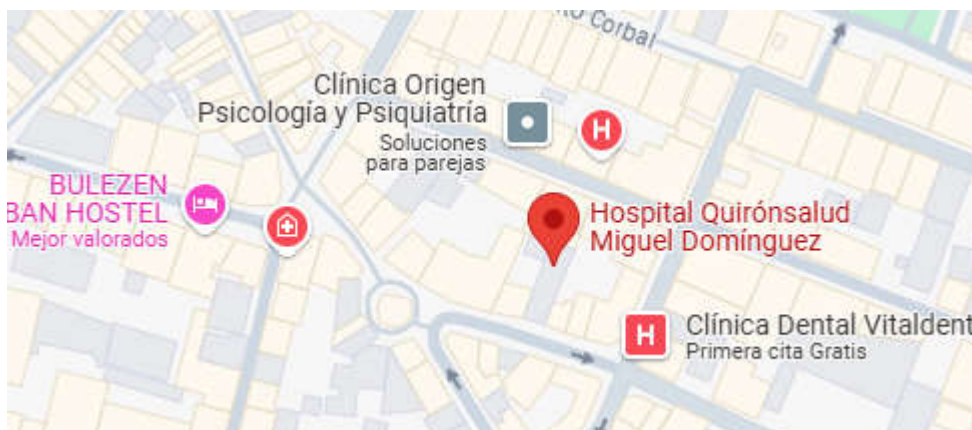 Corbal
Clínica Origen
Psicología y Psiquiatría
Soluciones
para parejas
BULEZEN
BAN HOSTEL
Mejor valorados
H
Hospital Quirónsalud
Miguel Domínguez
H
Clínica Dental Vitaldent
Primera cita Gratis